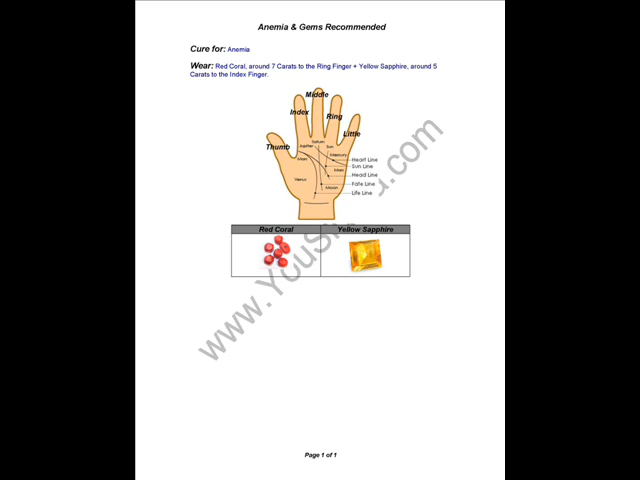 Anemia & Gems Recommended
Cure for: Anemia
Wear: Red Coral, around 7 Carats to the Ring Finger + Yellow Sapphire, around 5
Carats to the Index Finger.
Middle
Index
Ring
Little
Thumb
Saturn
Jupiter
Sun
Mercury
Mars
Heart Line
Sun Line
Mars
Head Line
Venus
Fate Line
Moon
Life Line
Red Coral
Yellow Sapphire
Page 1 of 1